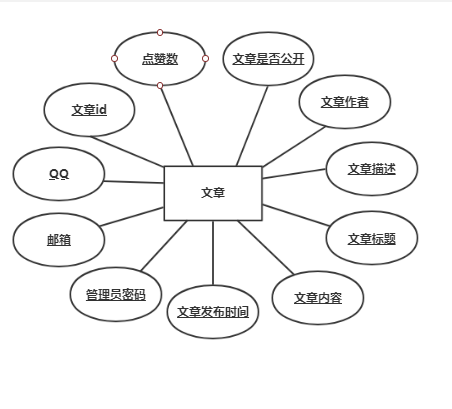 点赞数
文章是否公开
文章作者
文章id
文章描述
QQ
文章
文章标题
邮箱
管理员密码
文章内容
文章发布时间